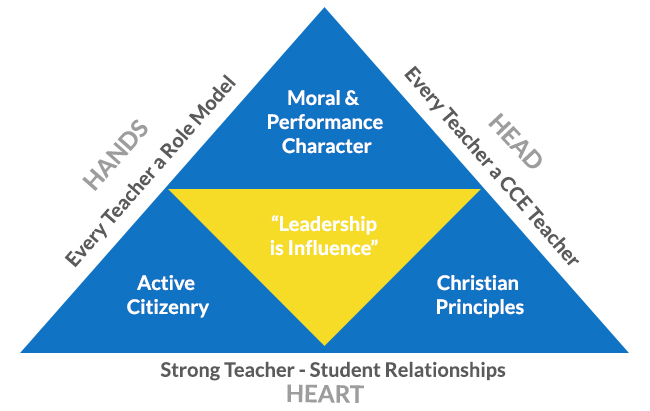 Moral &
Performance
Character
HANDS
Every Teacher a Role Model
HEAD
Every Teacher a CCE Teacher
“Leadership
is Influence”
Active
Citizenry
Christian
Principles
Strong Teacher - Student Relationships
HEART